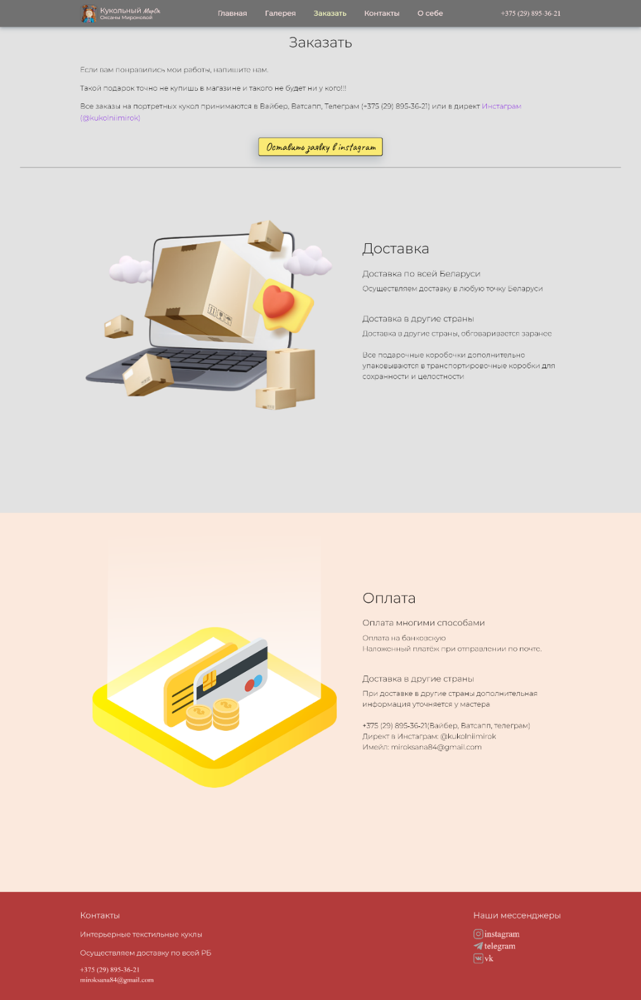 Кукольный МирОк
Оксаны Мироновой
Главная Галерея Заказать Контакты О себе
+375 (29) 895-36-21
Заказать
Если вам понравились мои работы, напишите нам.
Такой подарок точно не купишь в магазине и такого не будет ни у кого!!!
Все заказы на портретных кукол принимаются в Вайбер, Ватсапп, Телеграм (+375 (29) 895-36-21) или в директ Инстаграм
(@kukolniimirok)
Оставить заявку в instagram
Доставка
Доставка по всей Беларуси
Осуществляем доставку в любую точку Беларуси
Доставка в другие страны
Доставка в другие страны, обговаривается заранее
Все подарочные коробочки дополнительно
упаковываются в транспортировочные коробки для
сохранности и целостности
Оплата
Оплата многими способами
Оплата на банковскую
Наложенный платёж при отправлении по почте.
Доставка в другие страны
При доставке в другие страны дополнительная
информация уточняется у мастера
+375 (29) 895-36-21(Вайбер, Ватсапп, телеграм)
Директ в Инстаграм: @kukolniimirok
Имейл: miroksana84@gmail.com
Контакты
Интерьерные текстильные куклы
Осуществляем доставку по всей РБ
+375 (29) 895-36-21
miroksana84@gmail.com
Наши мессенджеры
instagram
telegram
vk